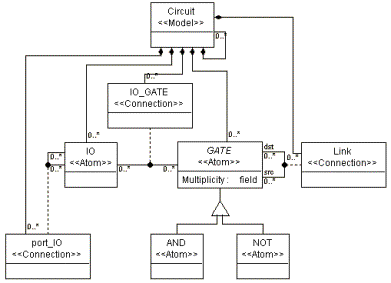 Circuit
<<Model>>
0..*
IO_GATE
<<Connection>>
0..*
0..*
0..*
0..*
IO
<<Atom>>
0..*
0..*
GATE
<<Atom>>
Multiplicity: field
dst
0..*
src
0..*
0..*
Link
<<Connection>>
0..*
port_IO
<<Connection>>
AND
<<Atom>>
NOT
<<Atom>>